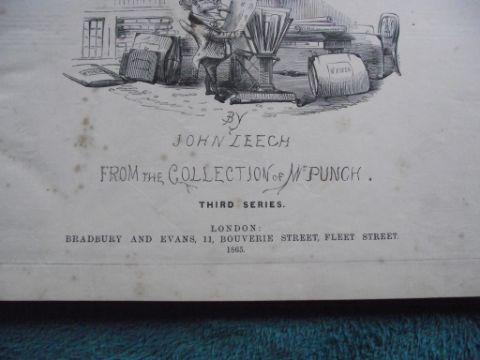 BY
JOHN LEECH
FROM THE COLLECTION OF MR PUNCH.
THIRD SERIES.
LONDON:
BRADBURY AND EVANS, 11, BOUVERIE STREET, FLEET STREET.
1865.